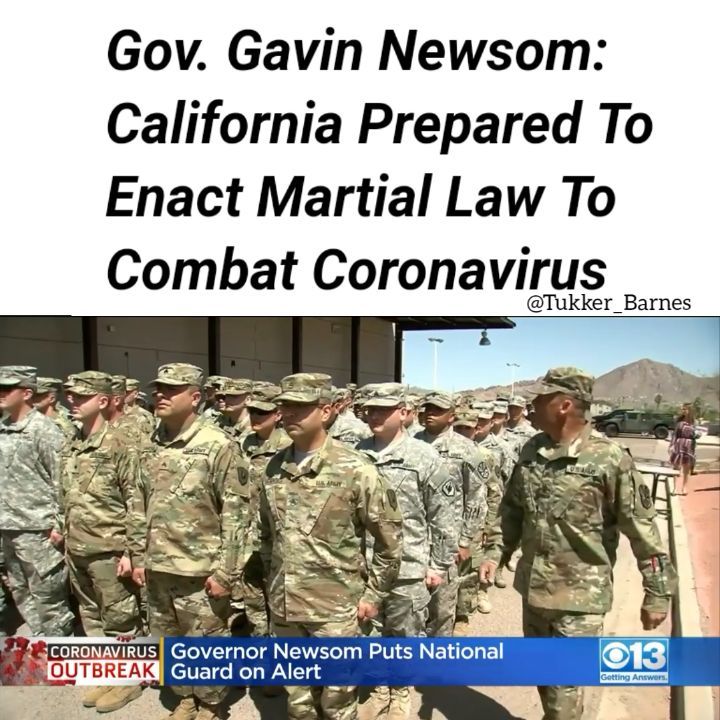 Gov. Gavin Newsom:
California Prepared To
Enact Martial Law To
Combat Coronavirus
@Tukker_Barnes
U.S. ARMY
CORONAVIRUS
OUTBREAK
Governor Newsom Puts National
Guard on Alert
13
Getting Answers.